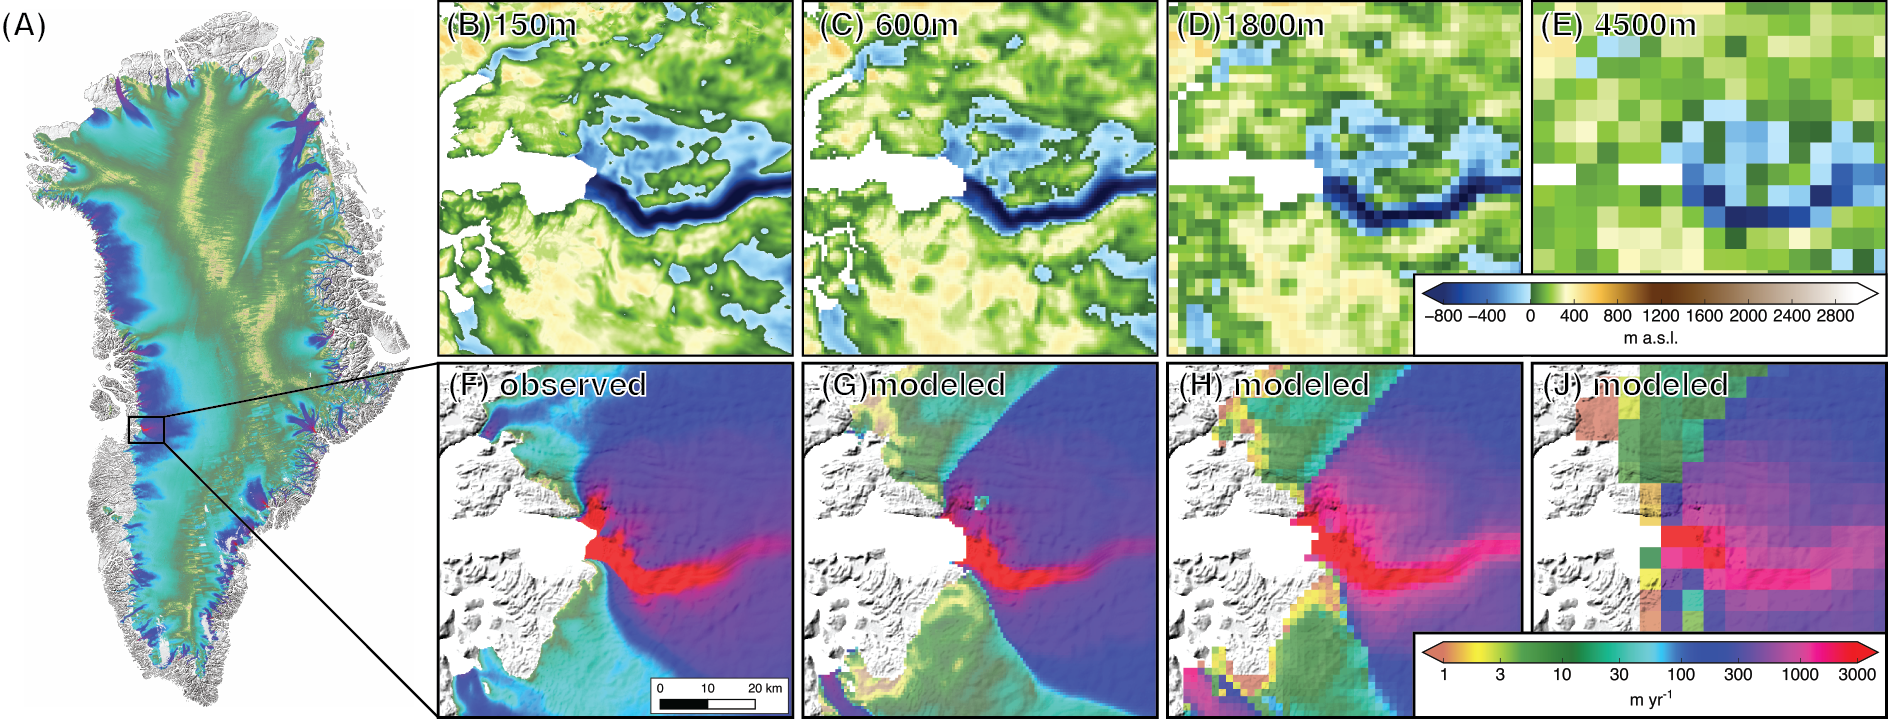 (A)
(B)150m
(C) 600m
(D)1800m
(E) 4500m
−800 −400 0 400 800 1200 1600 2000 2400 2800
m a.s.l.
(F) observed
(G)modeled
(H) modeled
(J) modeled
0 10 20 km
1 3 10 30 100 300 1000 3000
m yr⁻¹